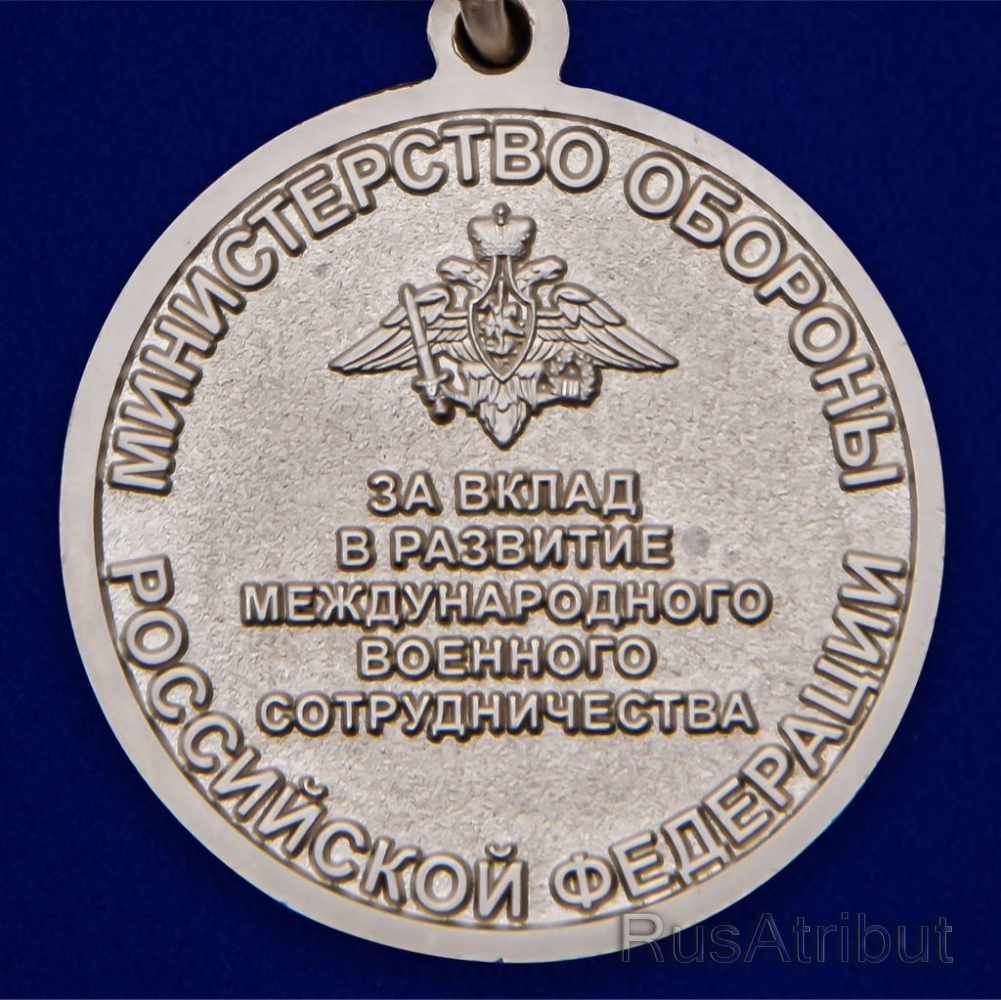 МИНИСТЕРСТВО ОБОРОНЫ
ЗА ВКЛАД
В РАЗВИТИЕ
МЕЖДУНАРОДНОГО
ВОЕННОГО
СОТРУДНИЧЕСТВА
РОССИЙСКОЙ ФЕДЕРАЦИИ
RusAtribut